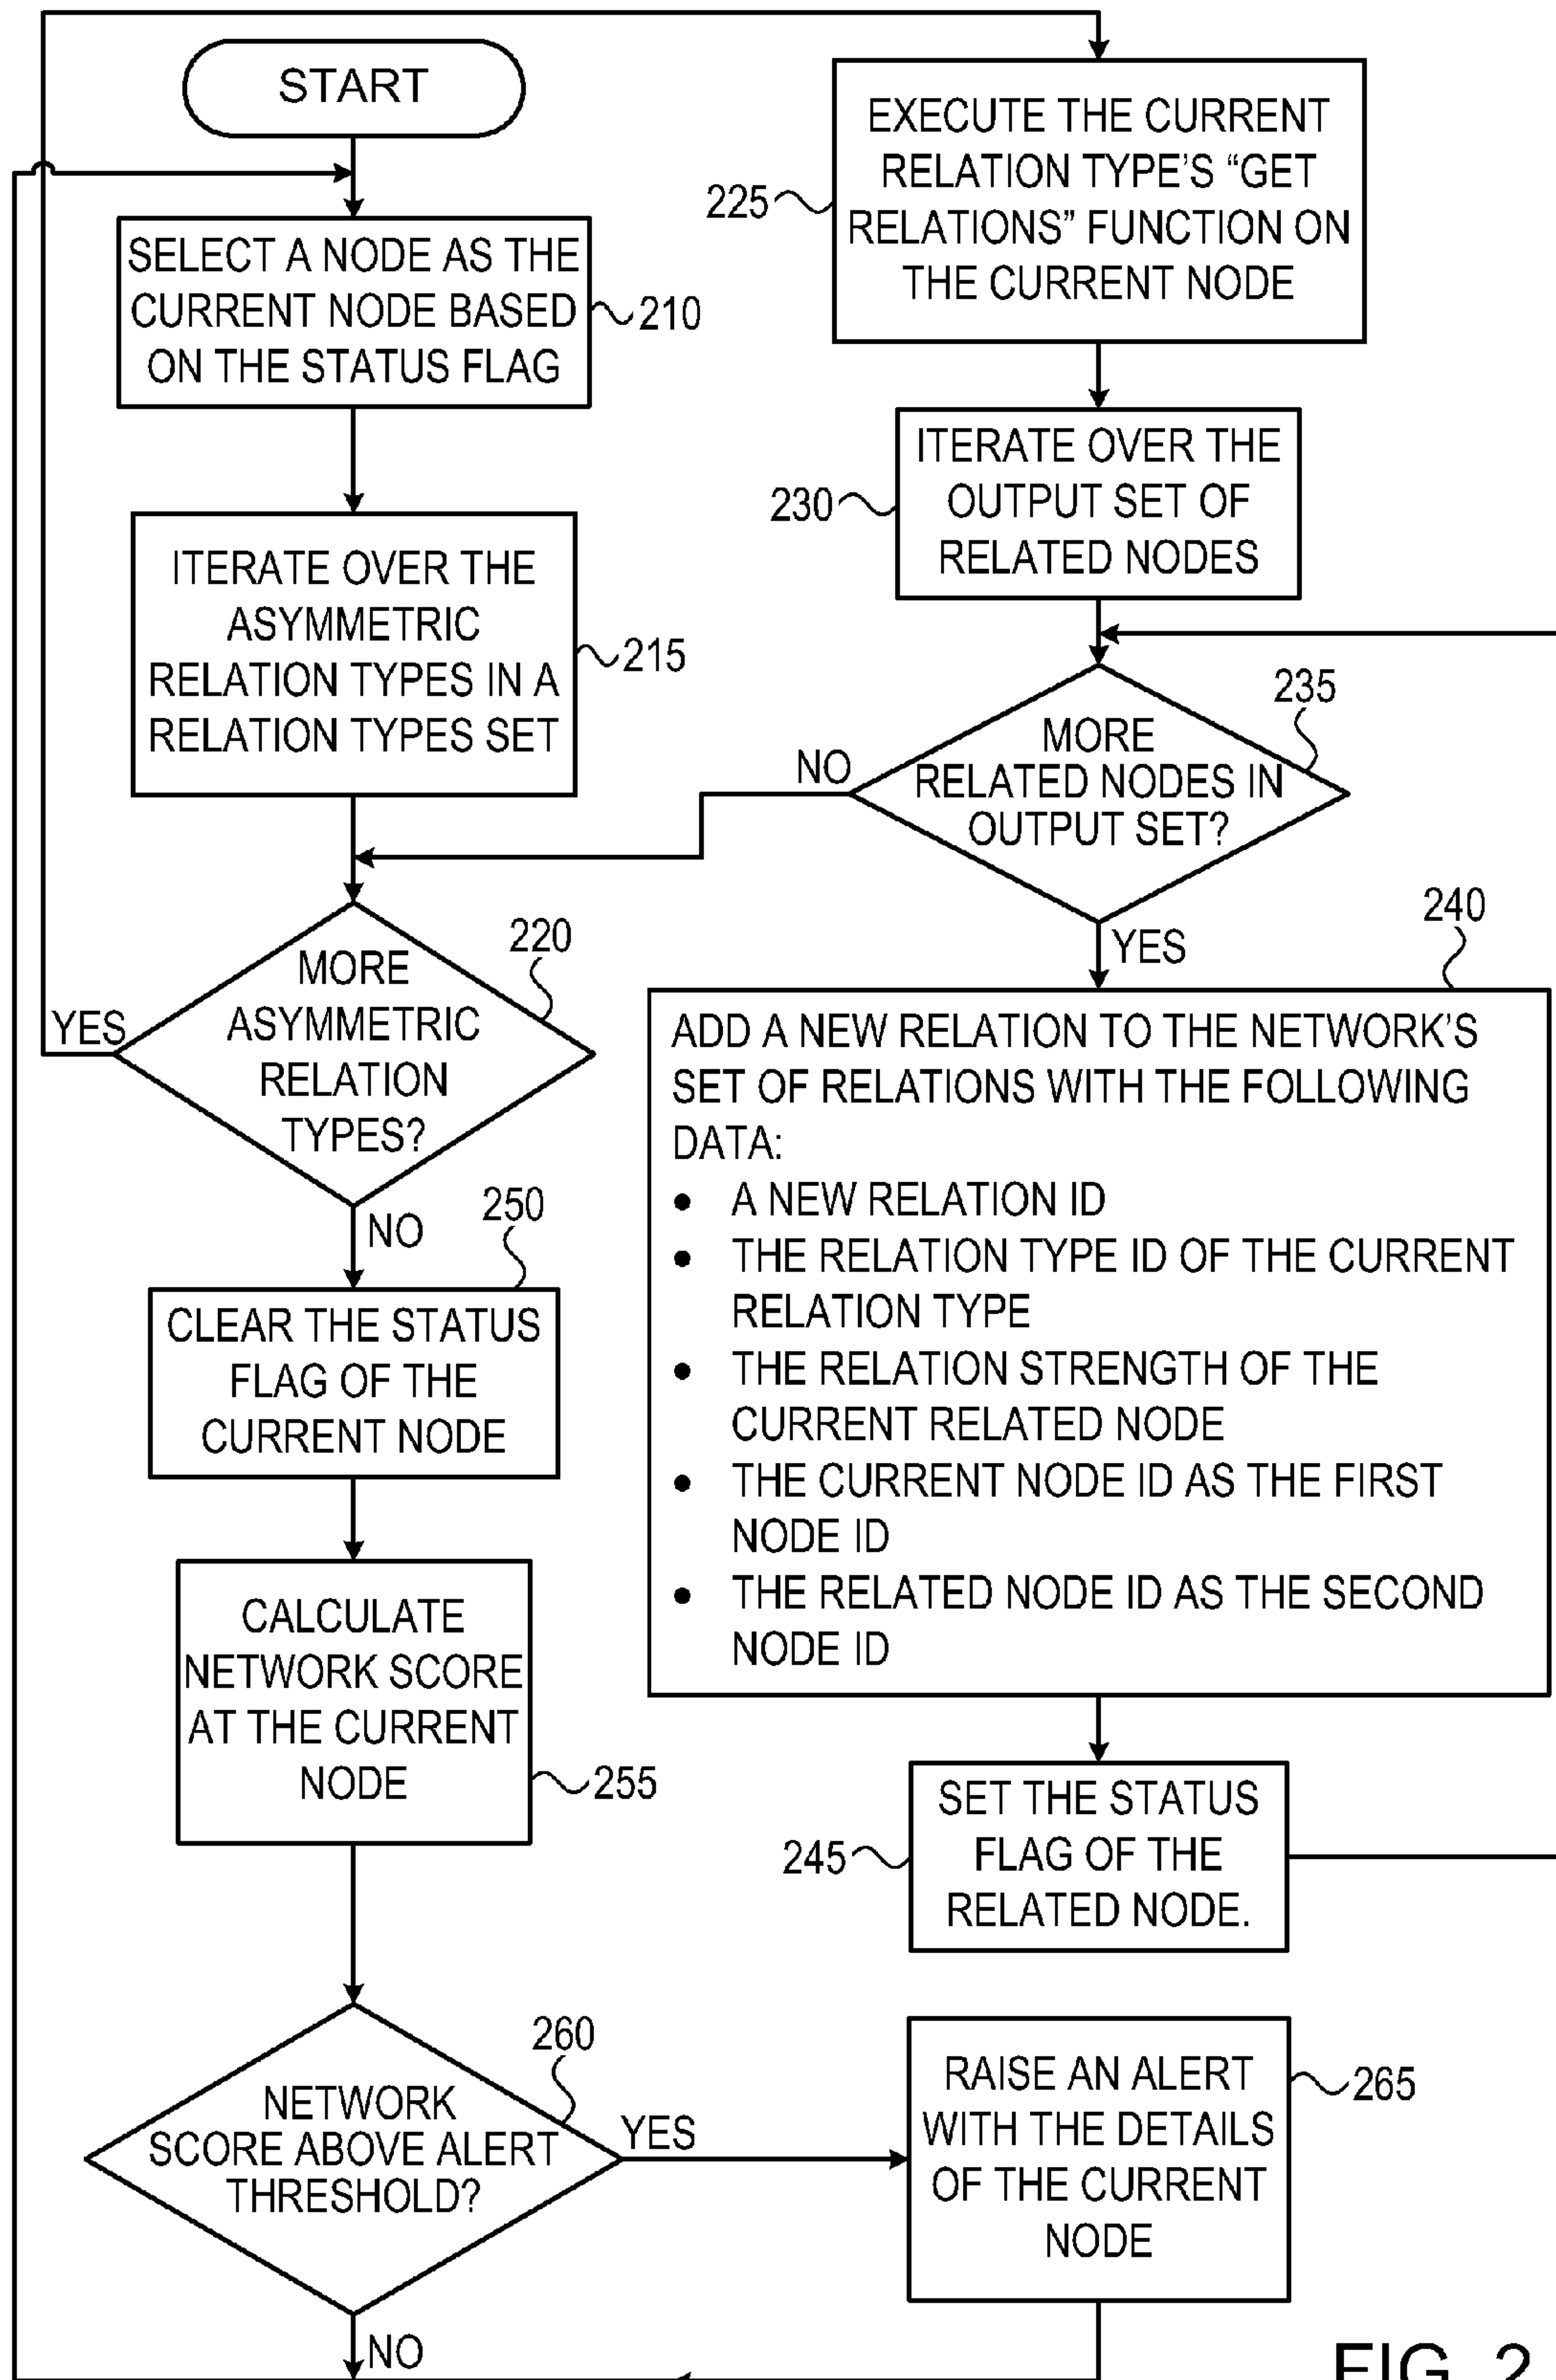 START
SELECT A NODE AS THE
CURRENT NODE BASED
ON THE STATUS FLAG
210
ITERATE OVER THE
ASYMMETRIC
RELATION TYPES IN A
RELATION TYPES SET
215
MORE
ASYMMETRIC
RELATION
TYPES?
220
YES
NO
EXECUTE THE CURRENT
RELATION TYPE'S “GET
RELATIONS” FUNCTION ON
THE CURRENT NODE
225
ITERATE OVER THE
OUTPUT SET OF
RELATED NODES
230
MORE
RELATED NODES IN
OUTPUT SET?
235
NO
YES
240
ADD A NEW RELATION TO THE NETWORK'S
SET OF RELATIONS WITH THE FOLLOWING
DATA:
• A NEW RELATION ID
• THE RELATION TYPE ID OF THE CURRENT
RELATION TYPE
• THE RELATION STRENGTH OF THE
CURRENT RELATED NODE
• THE CURRENT NODE ID AS THE FIRST
NODE ID
• THE RELATED NODE ID AS THE SECOND
NODE ID
SET THE STATUS
FLAG OF THE
RELATED NODE.
245
250
CLEAR THE STATUS
FLAG OF THE
CURRENT NODE
CALCULATE
NETWORK SCORE
AT THE CURRENT
NODE
255
260
NETWORK
SCORE ABOVE ALERT
THRESHOLD?
YES
NO
RAISE AN ALERT
WITH THE DETAILS
OF THE CURRENT
NODE
265
FIG. 2